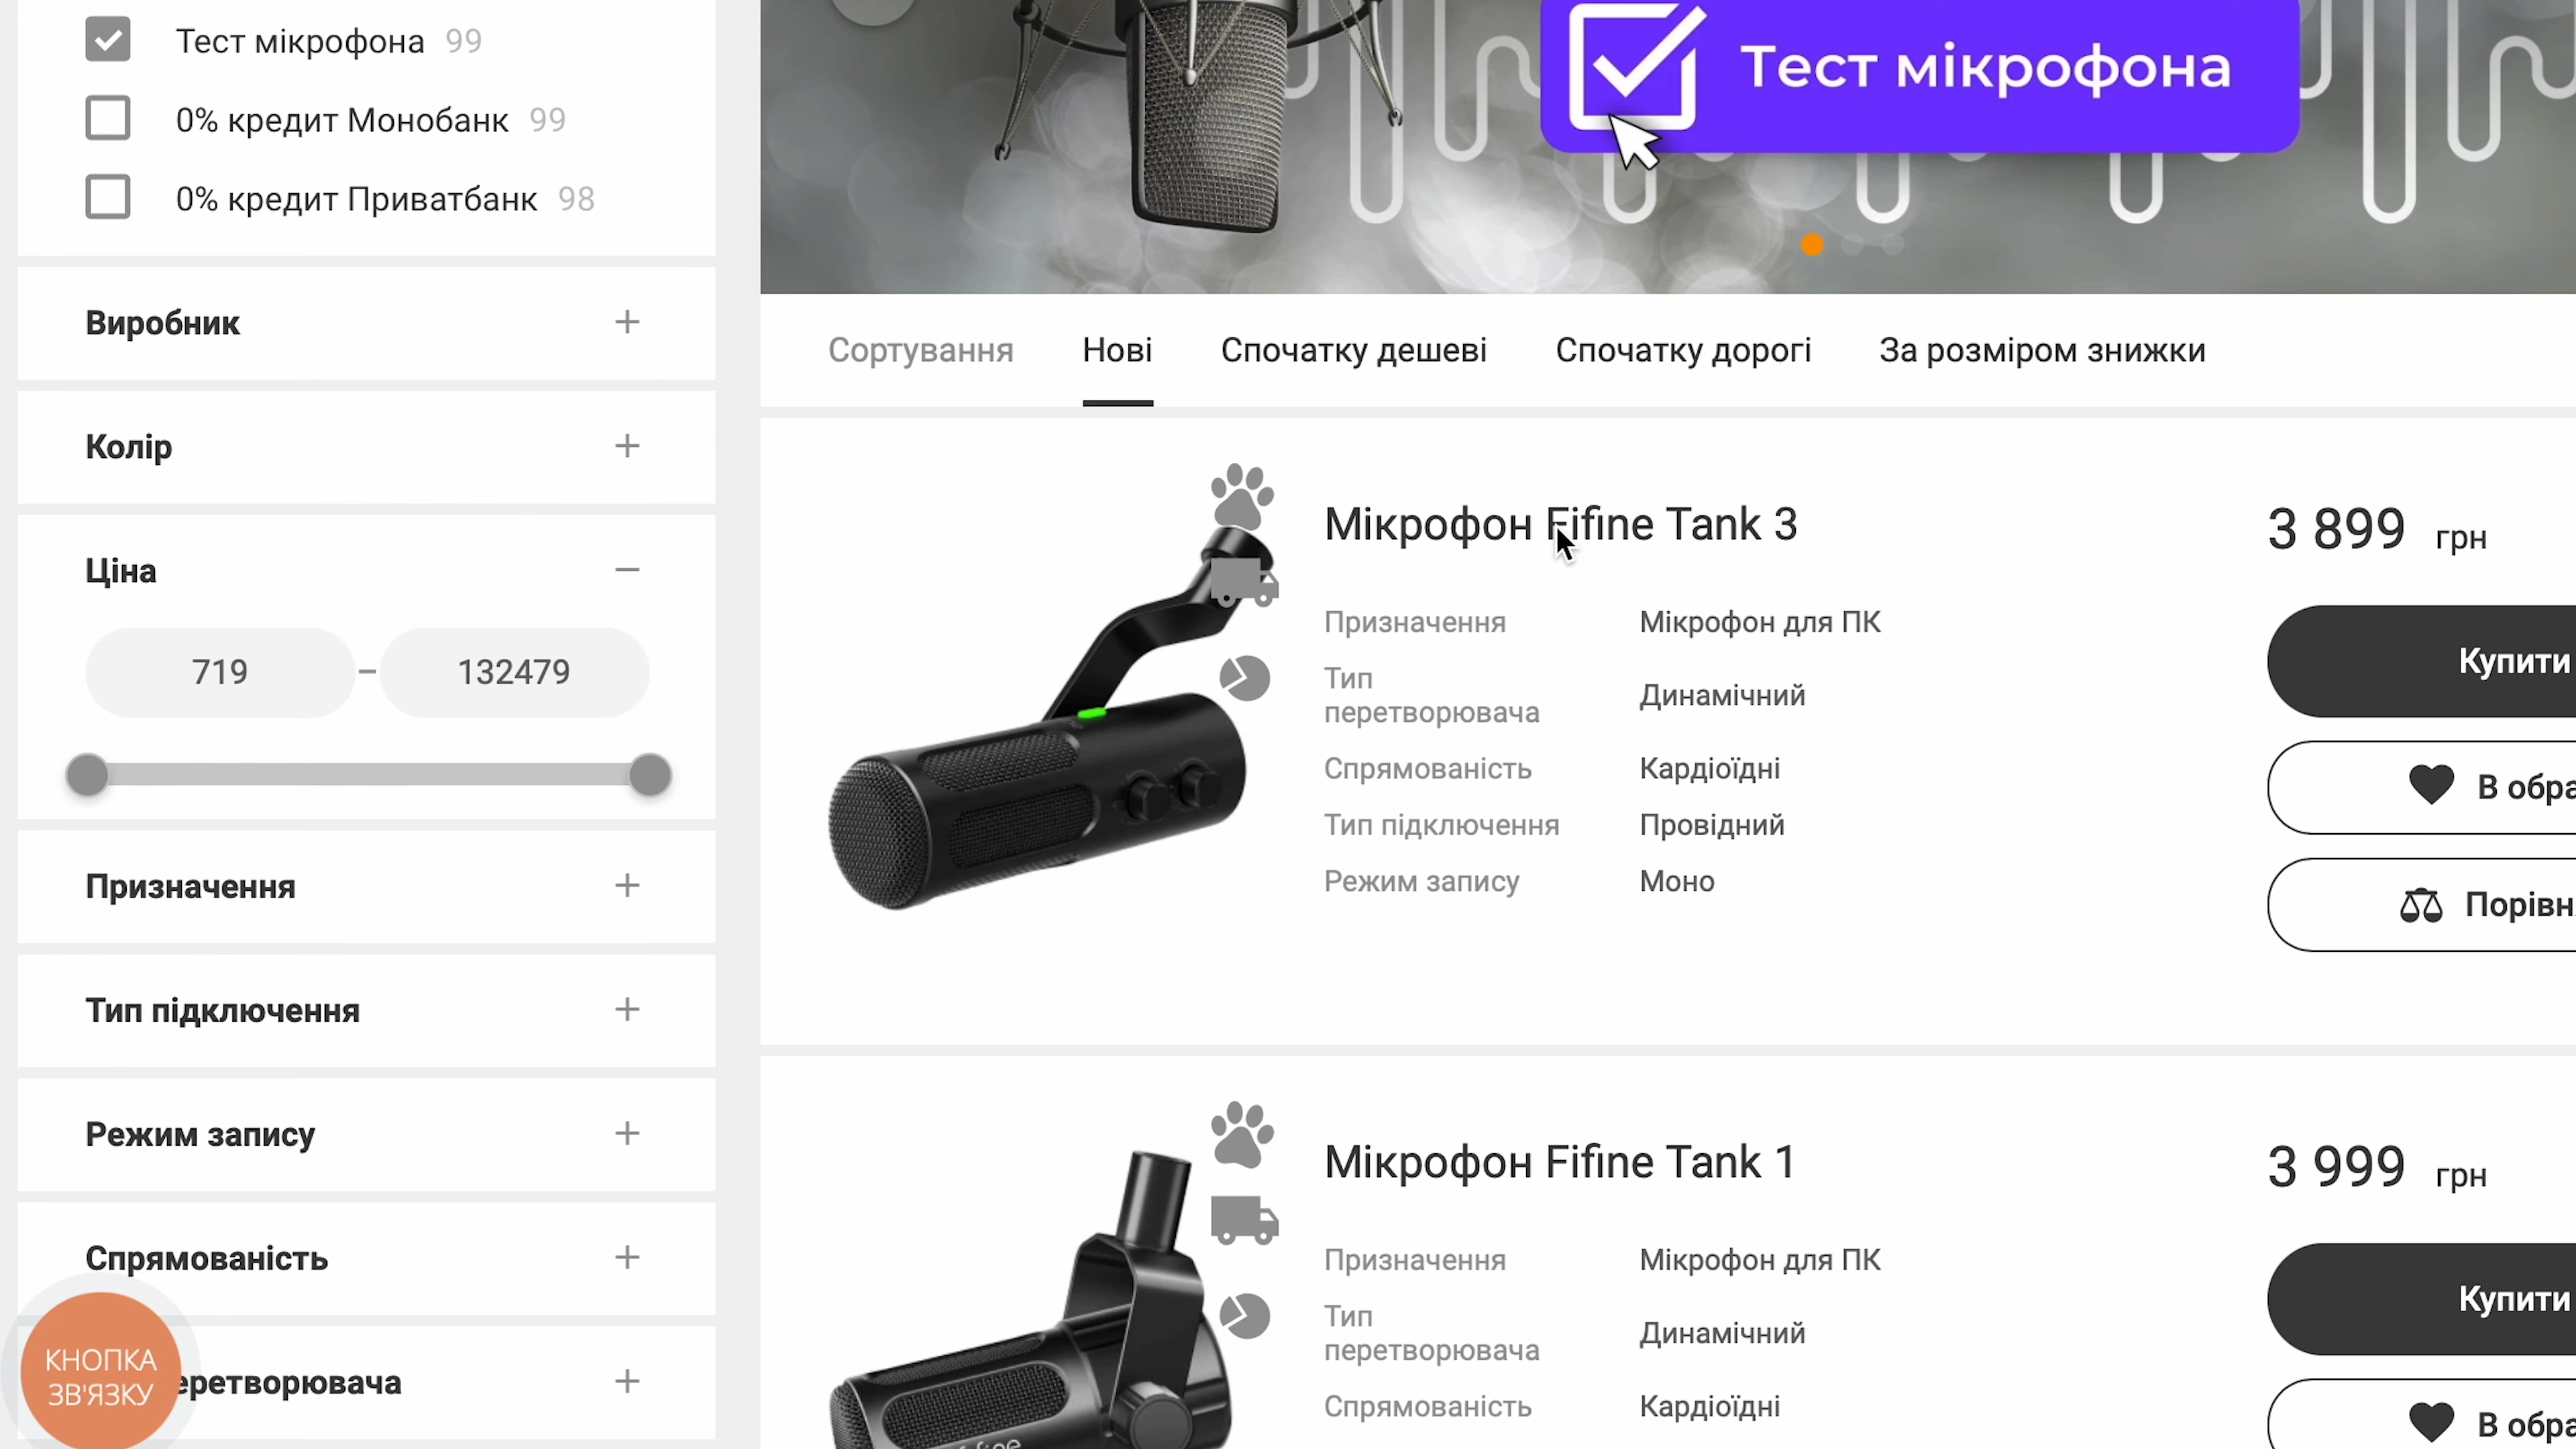 Тест мікрофона 99
0% кредит Монобанк 99
0% кредит Приватбанк 98
Виробник
Колір
Ціна
719 – 132479
Призначення
Тип підключення
Режим запису
Спрямованість
еретворювача
КНОПКА
ЗВ'ЯЗКУ
Тест мікрофона
Сортування Нові Спочатку дешеві Спочатку дорогі За розміром знижки
Мікрофон Fifine Tank 3
Призначення Мікрофон для ПК
Тип
перетворювача Динамічний
Спрямованість Кардіоїдні
Тип підключення Провідний
Режим запису Моно
3 899 грн
Купити
В обра
Порівн
Мікрофон Fifine Tank 1
Призначення Мікрофон для ПК
Тип
перетворювача Динамічний
Спрямованість Кардіоїдні
3 999 грн
Купити
В обра